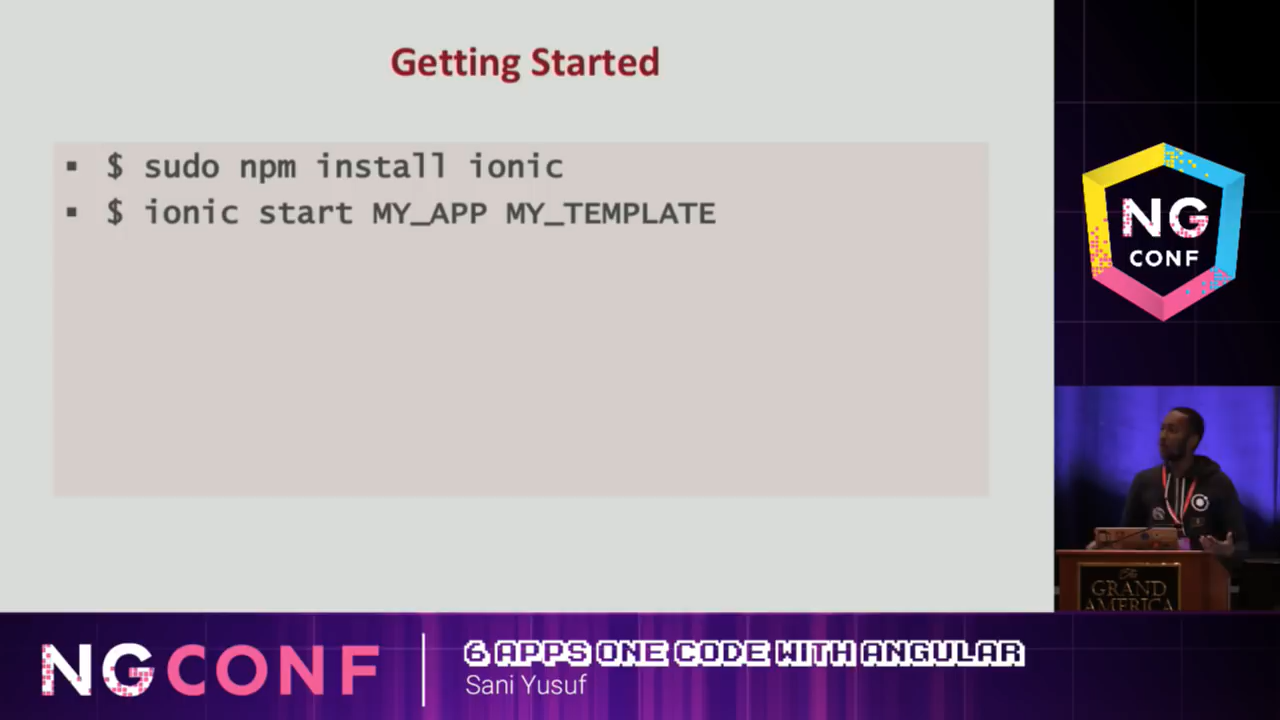 Getting Started
▪ $ sudo npm install ionic
▪ $ ionic start MY_APP MY_TEMPLATE
NG
CONF
The
GRAND
AMERICA
NGCONF
6 APPS ONE CODE WITH ANGULAR
Sani Yusuf